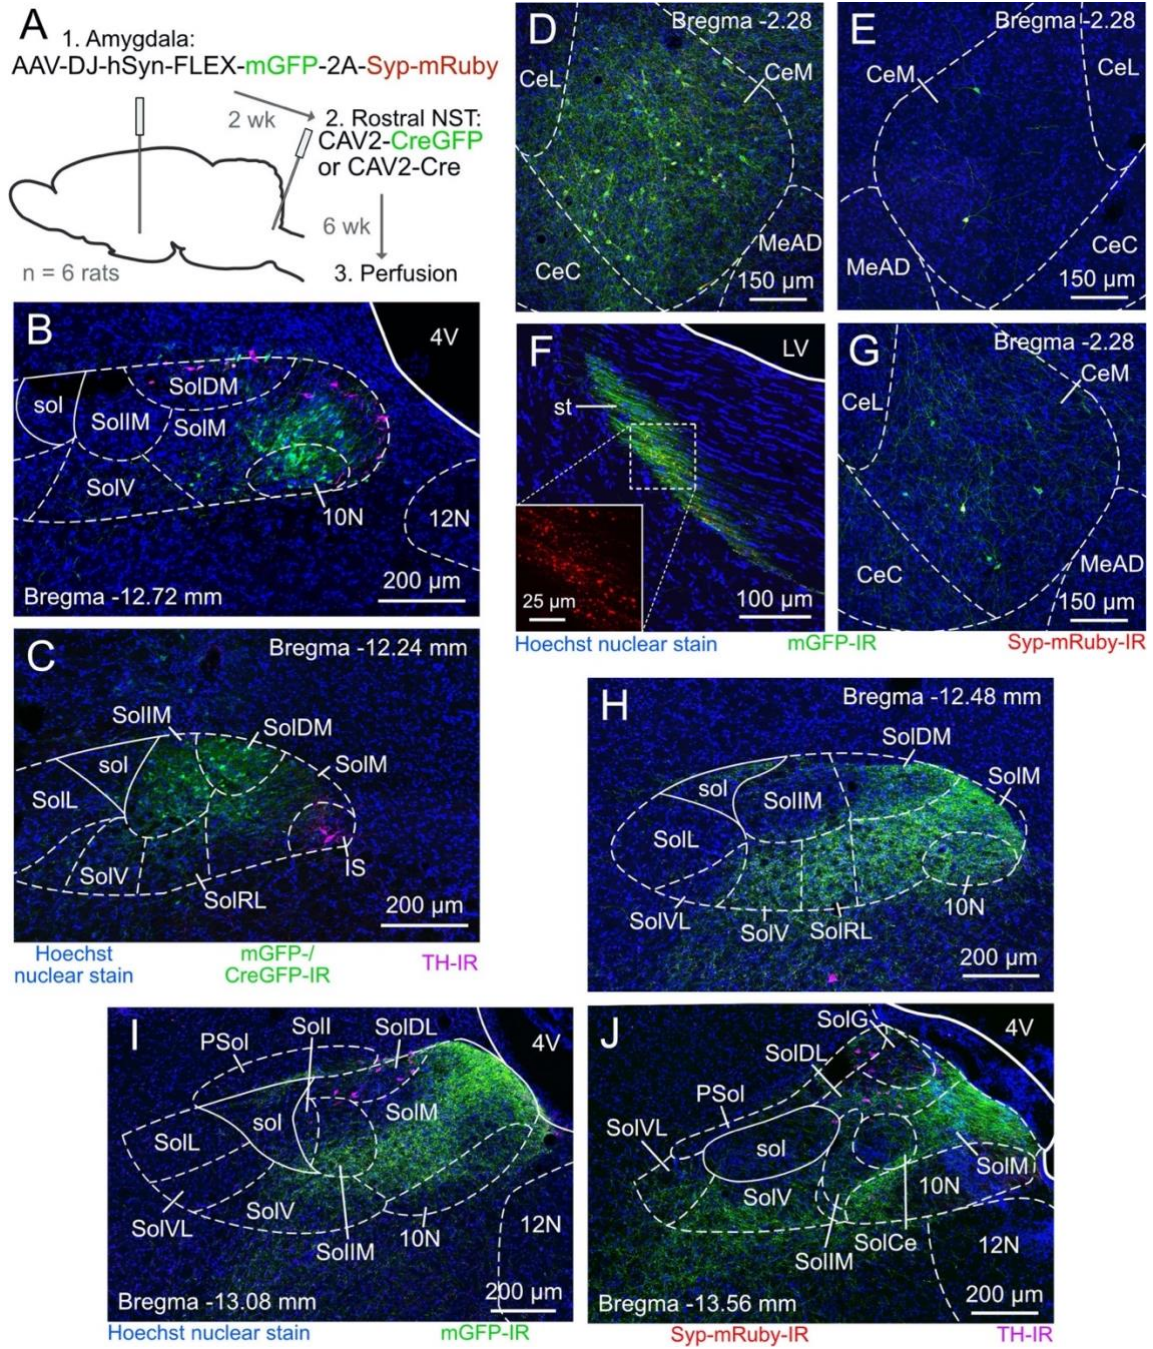 A
1. Amygdala:
AAV-DJ-hSyn-FLEX-mGFP-2A-Syp-mRuby
2 wk
2. Rostral NST:
CAV2-CreGFP
or CAV2-Cre
6 wk
n = 6 rats
3. Perfusion
B
4V
SolDM
sol
SolIM
SolM
SolV
10N
12N
Bregma -12.72 mm
200 µm
C
Bregma -12.24 mm
SolIM
SolDM
sol
SolM
SolL
SolV
IS
SolRL
200 µm
Hoechst
nuclear stain
mGFP-/
CreGFP-IR
TH-IR
D
Bregma -2.28
CeL
CeM
MeAD
CeC
150 µm
E
Bregma -2.28
CeM
CeL
CeC
MeAD
150 µm
F
LV
st
25 µm
100 µm
G
Bregma -2.28
CeM
CeL
CeC
MeAD
150 µm
Hoechst nuclear stain
mGFP-IR
Syp-mRuby-IR
H
Bregma -12.48 mm
SolDM
SolM
sol
SolIM
SolL
10N
SolVL
SolV
SolRL
200 µm
I
SolI
SolDL
4V
PSol
SolM
sol
SolL
SolV
SolVL
10N
12N
SolIM
Bregma -13.08 mm
200 µm
Hoechst nuclear stain
mGFP-IR
J
SolG
4V
SolDL
PSol
SolVL
sol
SolM
10N
SolV
SolCe
SolIM
12N
Bregma -13.56 mm
200 µm
Syp-mRuby-IR
TH-IR